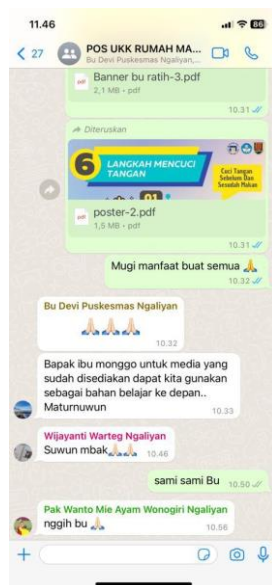 11.46
86
27
POS UKK RUMAH MA...
Bu Devi Puskesmas Ngaliyan,...
Banner bu ratih-3.pdf
2,1 MB • pdf
10.31
Diteruskan
6 LANGKAH MENCUCI
TANGAN
Cuci Tangan
Sebelum Dan
Sesudah Makan
01
poster-2.pdf
1,5 MB • pdf
10.31
Mugi manfaat buat semua 🙏🏻
10.32
Bu Devi Puskesmas Ngaliyan
🙏🏻🙏🏻🙏🏻
10.32
Bapak ibu monggo untuk media yang
sudah disediakan dapat kita gunakan
sebagai bahan belajar ke depan..
Maturnuwun
10.33
Wijayanti Warteg Ngaliyan
Suwun mbak🙏🏻🙏🏻🙏🏻 10.46
sami sami Bu 10.50
Pak Wanto Mie Ayam Wonogiri Ngaliyan
nggih bu 🙏🏻 10.56